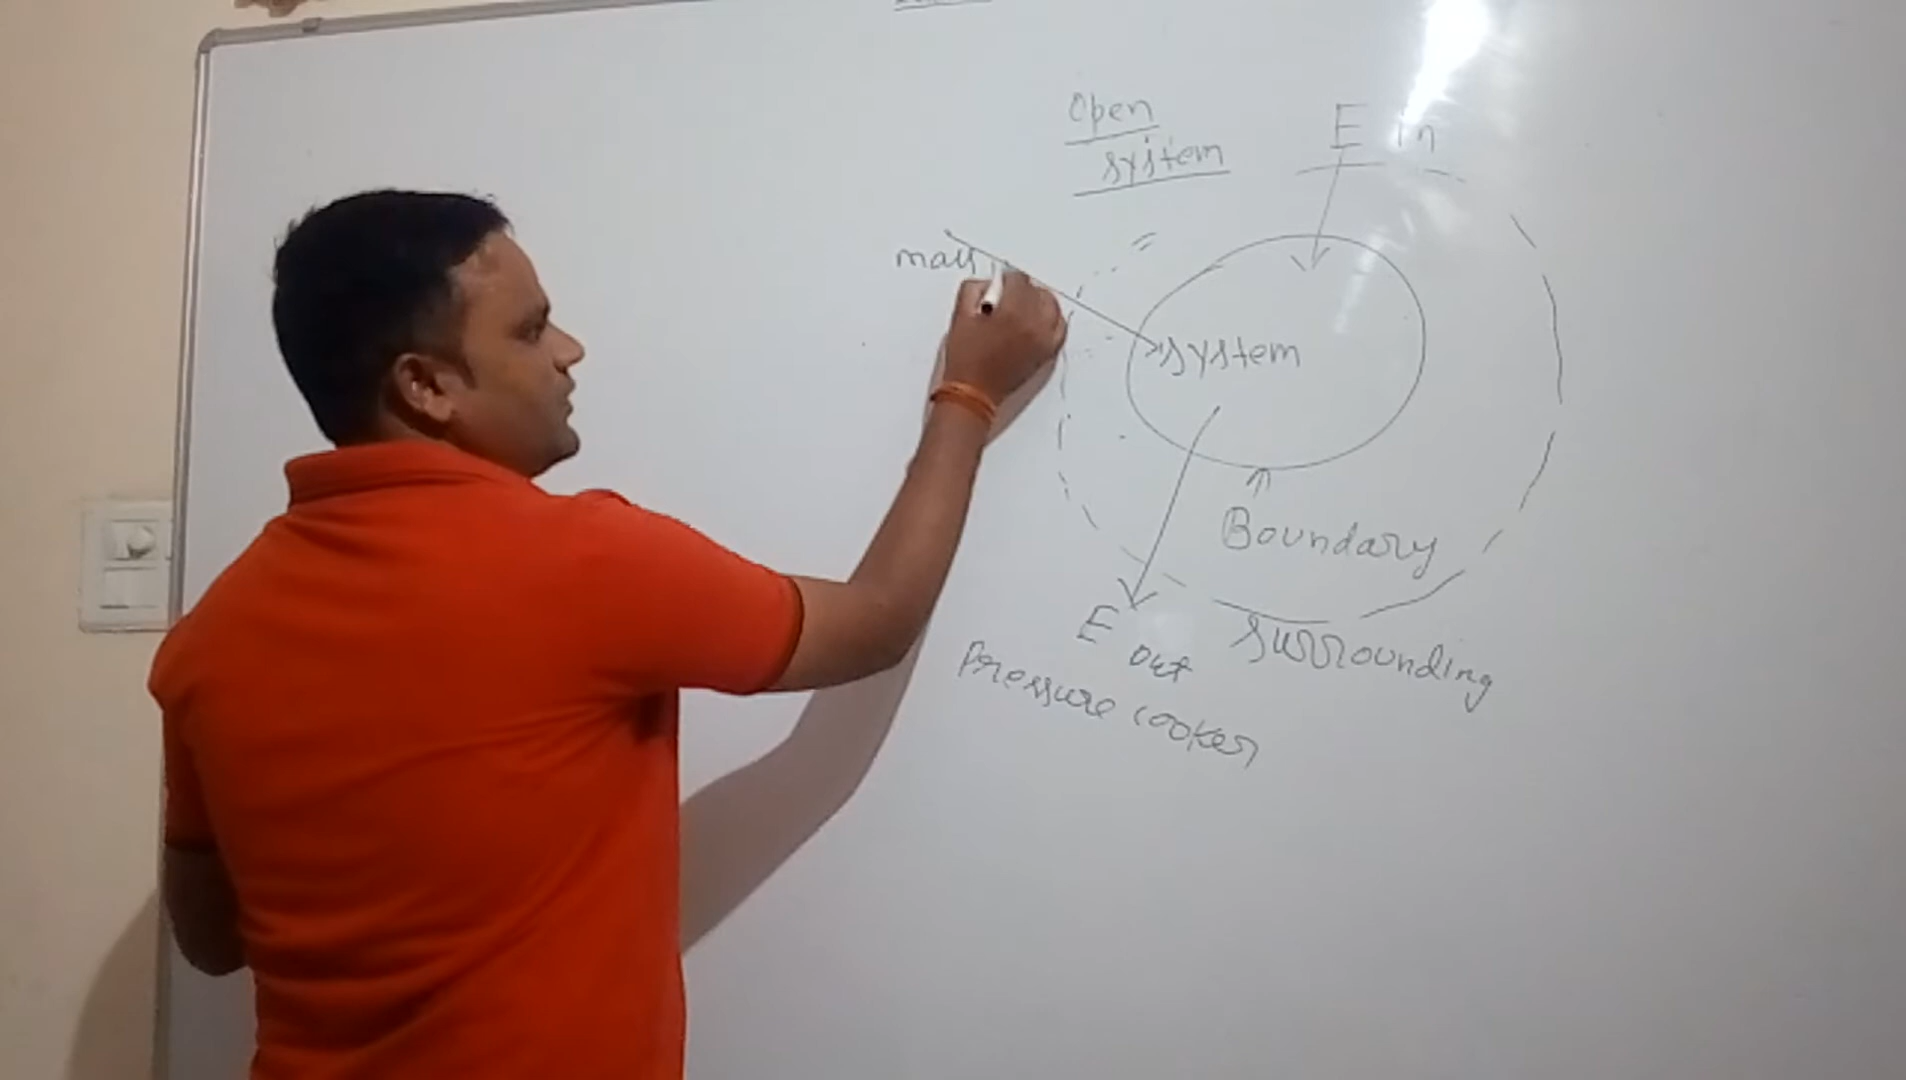 Open
system
E in
mass
system
Boundary
E out
surrounding
Pressure cooker